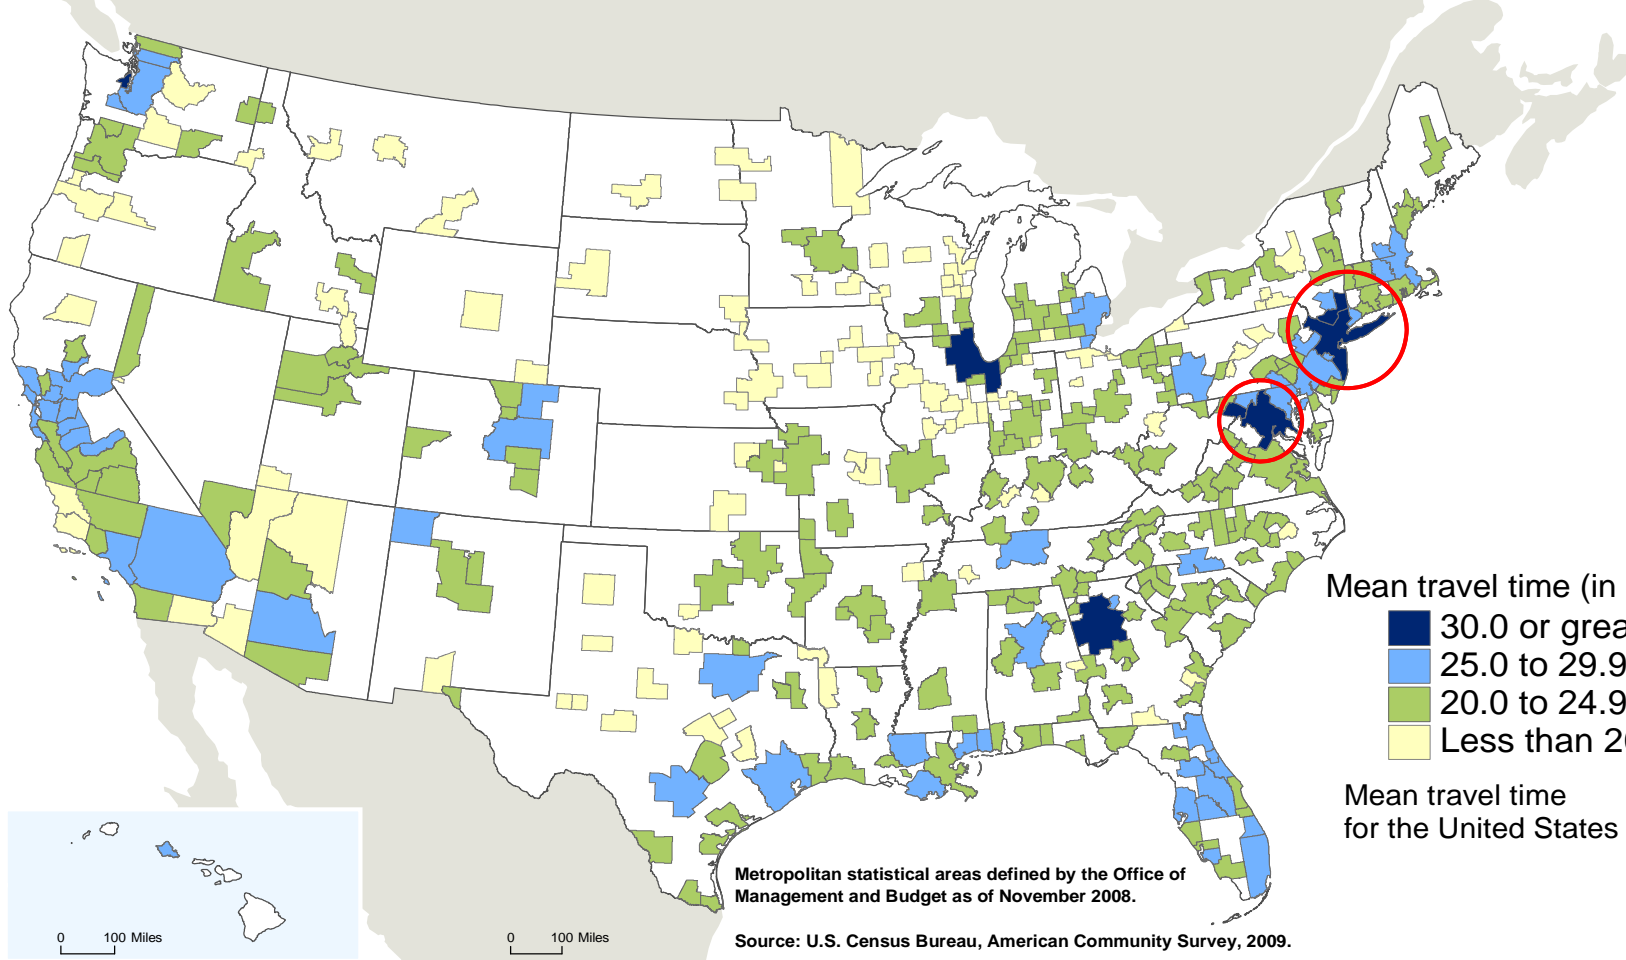 Mean travel time (in
30.0 or grea
25.0 to 29.9
20.0 to 24.9
Less than 20
Mean travel time
for the United States
Metropolitan statistical areas defined by the Office of
Management and Budget as of November 2008.
Source: U.S. Census Bureau, American Community Survey, 2009.
0 100 Miles
0 100 Miles